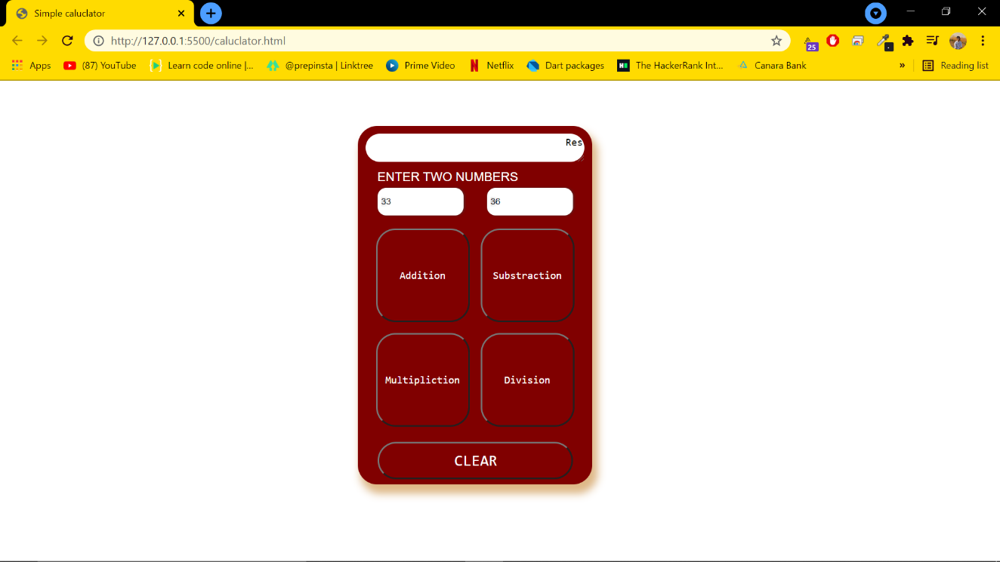 Simple caluclator
http://127.0.0.1:5500/caluclator.html
25
Apps (87) YouTube Learn code online |... @prepinsta | Linktree Prime Video Netflix Dart packages The HackerRank Int... Canara Bank » Reading list
Res
ENTER TWO NUMBERS
33 36
Addition Substraction
Multipliction Division
CLEAR